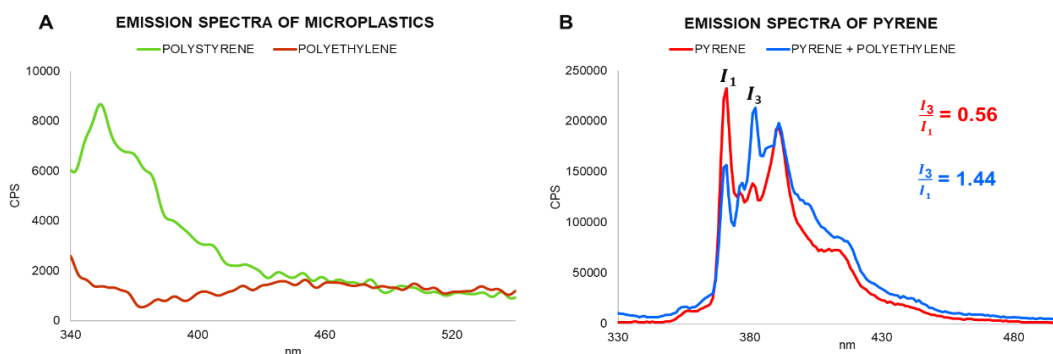 A
EMISSION SPECTRA OF MICROPLASTICS
POLYSTYRENE POLYETHYLENE
10000
8000
6000
4000
2000
0
CPS
340 400 460 520
nm
B
EMISSION SPECTRA OF PYRENE
PYRENE PYRENE + POLYETHYLENE
250000
200000
150000
100000
50000
0
CPS
330 380 430 480
nm
I₁
I₃
I₃/I₁ = 0.56
I₃/I₁ = 1.44